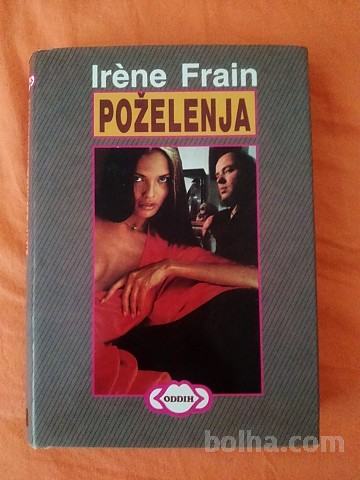 Irène Frain
POŽELENJA
ODDIH
bolha.com